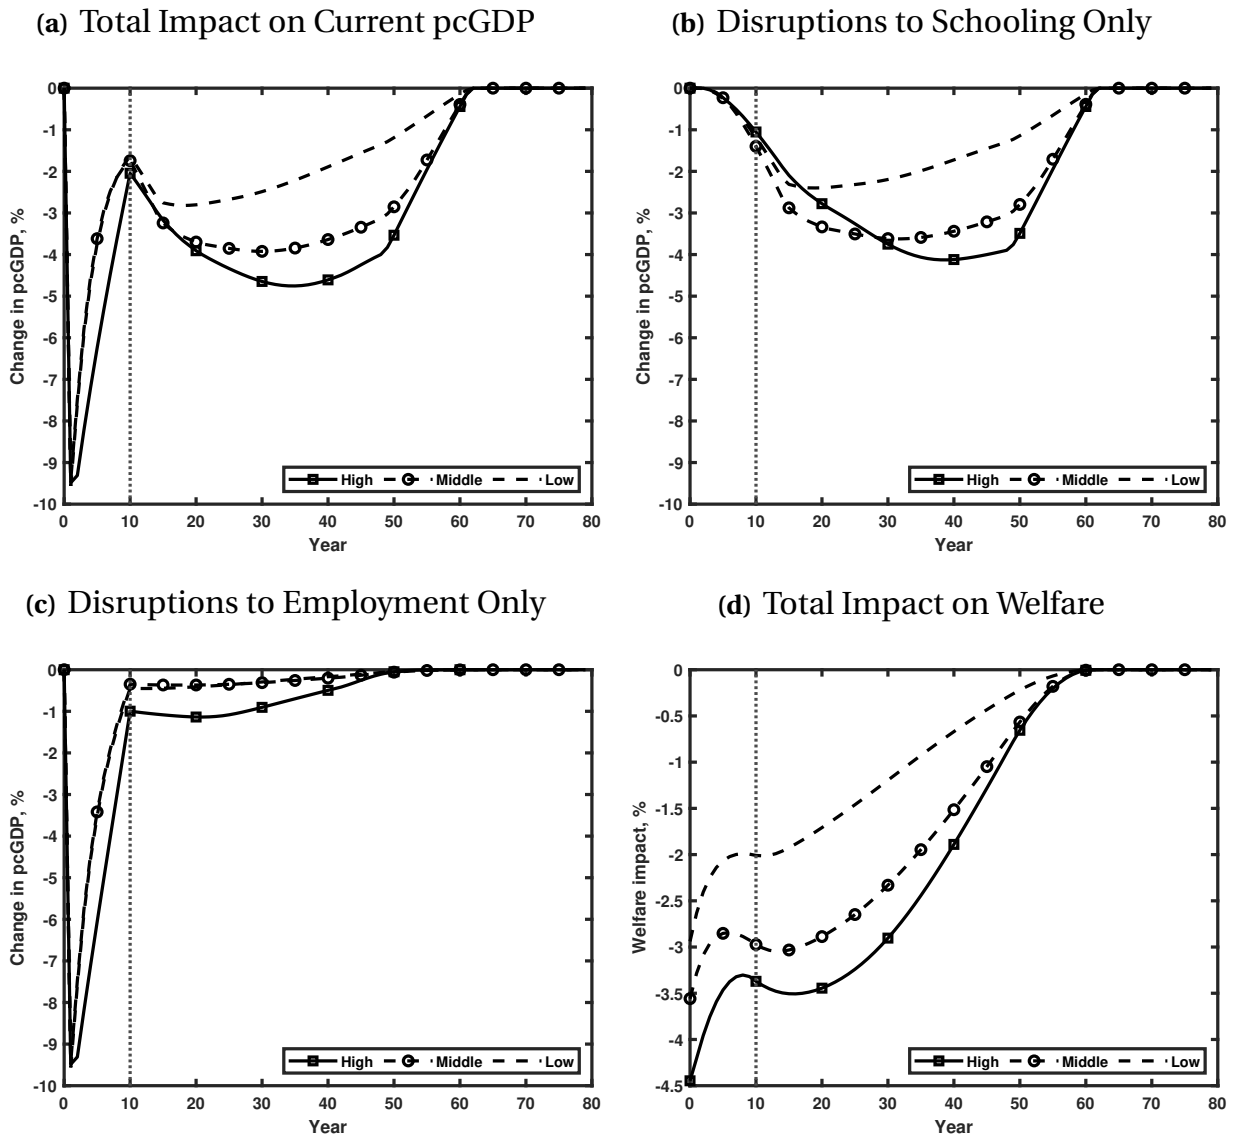 (a) Total Impact on Current pcGDP
0
-1
-2
-3
-4
-5
-6
-7
-8
-9
-10
Change in pcGDP, %
High Middle Low
0 10 20 30 40 50 60 70 80
Year
(b) Disruptions to Schooling Only
0
-1
-2
-3
-4
-5
-6
-7
-8
-9
-10
Change in pcGDP, %
High Middle Low
0 10 20 30 40 50 60 70 80
Year
(c) Disruptions to Employment Only
0
-1
-2
-3
-4
-5
-6
-7
-8
-9
-10
Change in pcGDP, %
High Middle Low
0 10 20 30 40 50 60 70 80
Year
(d) Total Impact on Welfare
0
-0.5
-1
-1.5
-2
-2.5
-3
-3.5
-4
-4.5
Welfare impact, %
High Middle Low
0 10 20 30 40 50 60 70 80
Year